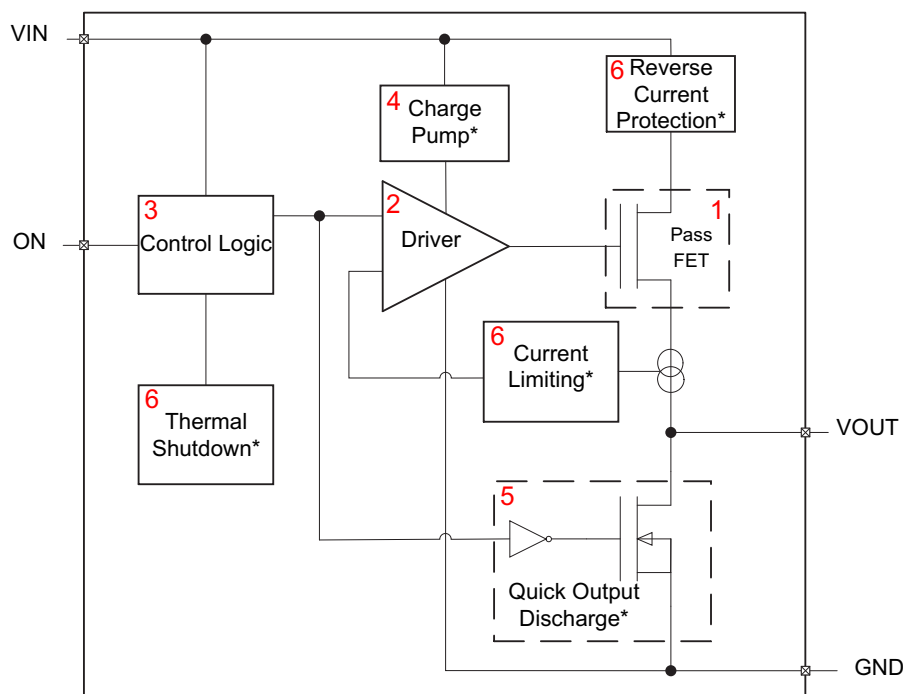 VIN
6 Reverse
Current
Protection*
4 Charge
Pump*
3
Control Logic
ON
2
Driver
1
Pass
FET
6
Current
Limiting*
6
Thermal
Shutdown*
VOUT
5
Quick Output
Discharge*
GND